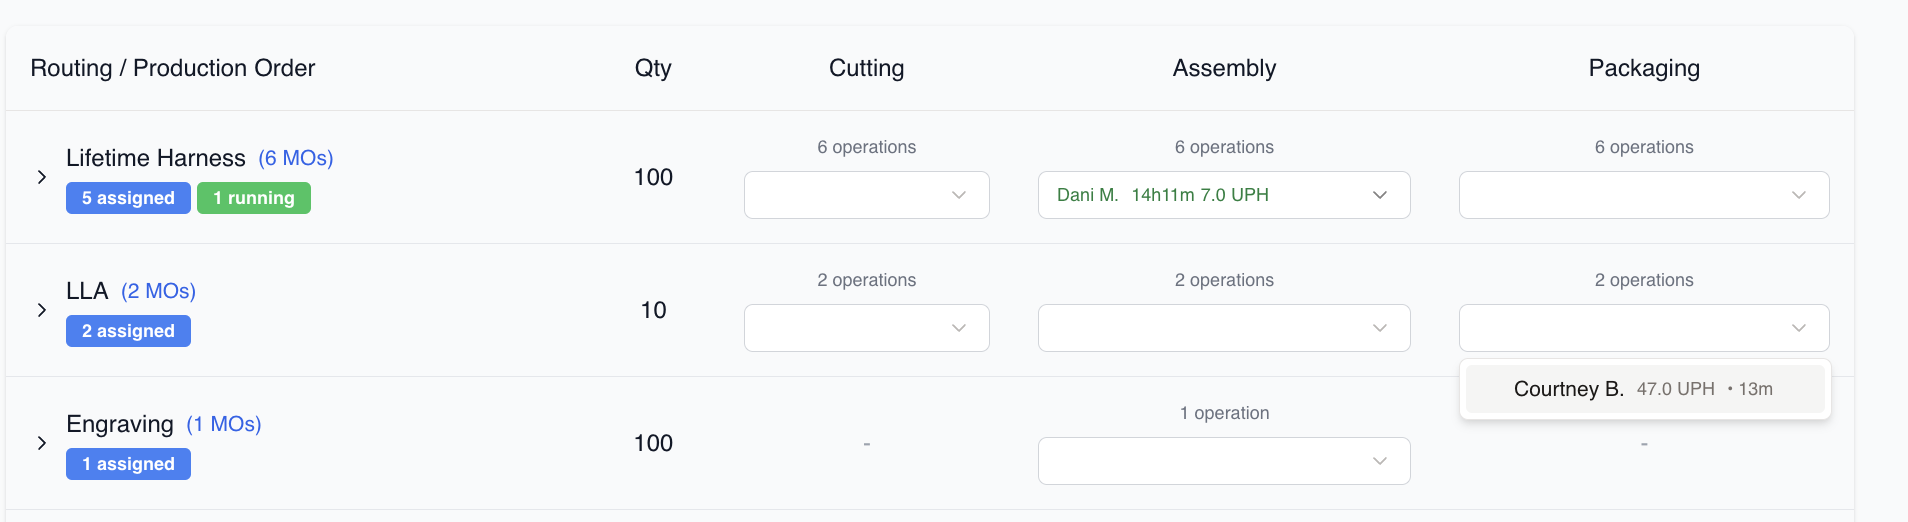 Routing / Production Order Qty Cutting Assembly Packaging
6 operations 6 operations 6 operations
Lifetime Harness (6 MOs)
100
5 assigned 1 running
Dani M. 14h11m 7.0 UPH
2 operations 2 operations 2 operations
LLA (2 MOs)
10
2 assigned
Courtney B. 47.0 UPH • 13m
1 operation
Engraving (1 MOs)
100 - -
1 assigned